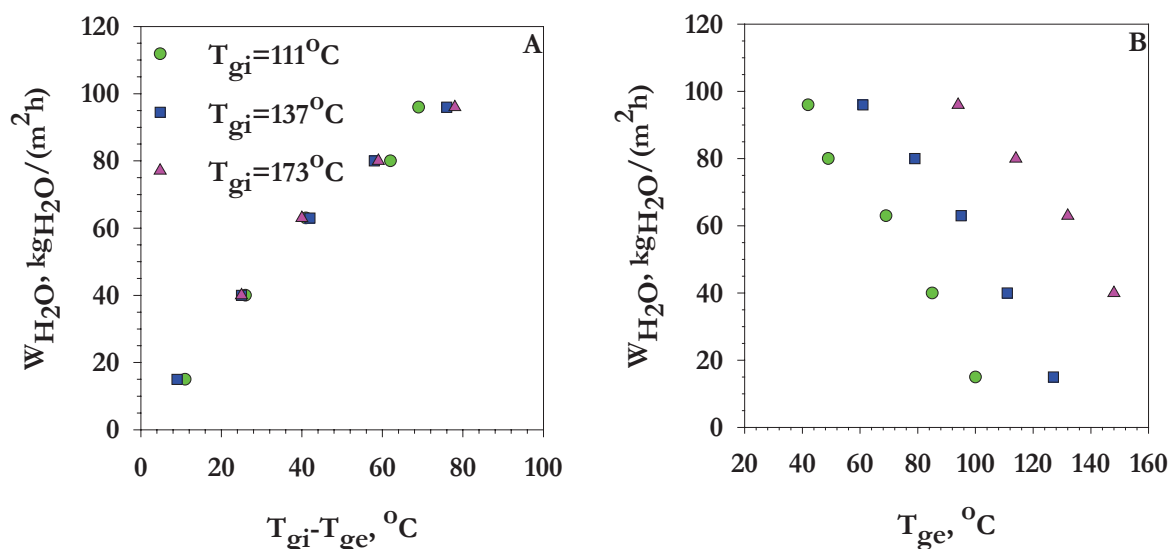 120
A
T_gi=111°C
100
T_gi=137°C
80
T_gi=173°C
60
40
20
0
W_H2O, kgH2O/(m²h)
0 20 40 60 80 100
T_gi-T_ge, °C
120
B
100
80
60
40
20
0
W_H2O, kgH2O/(m²h)
20 40 60 80 100 120 140 160
T_ge, °C